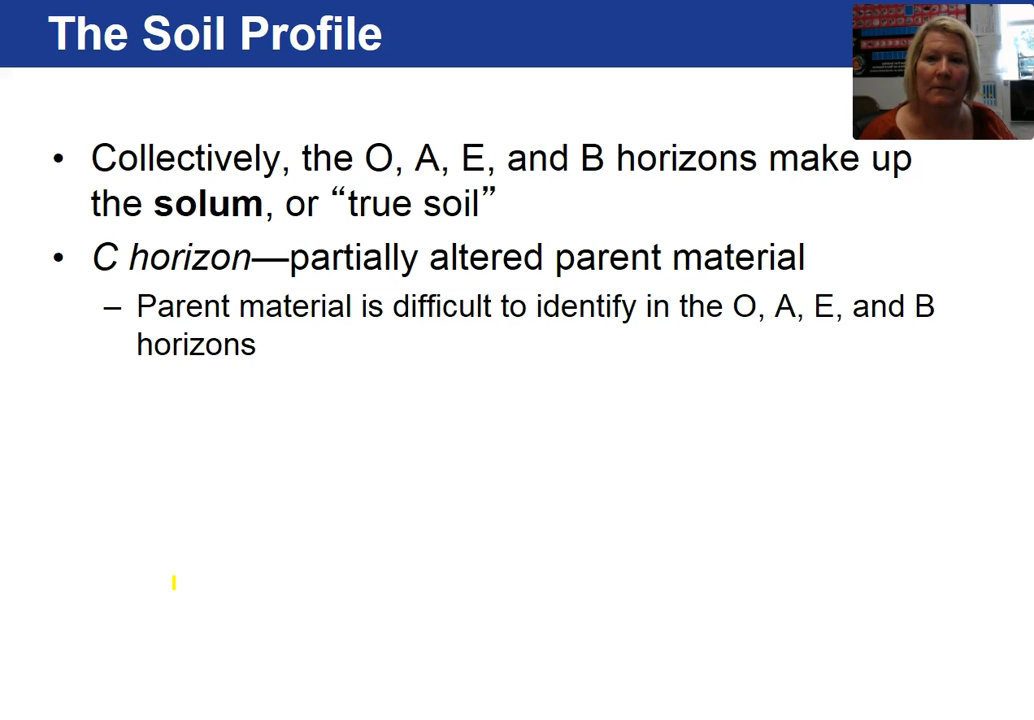 The Soil Profile
• Collectively, the O, A, E, and B horizons make up
the solum, or “true soil”
• C horizon—partially altered parent material
– Parent material is difficult to identify in the O, A, E, and B
horizons